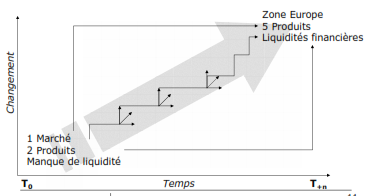 Zone Europe
5 Produits
Liquidités financières
Changement
1 Marché
2 Produits
Manque de liquidité
T0
Temps
T+n